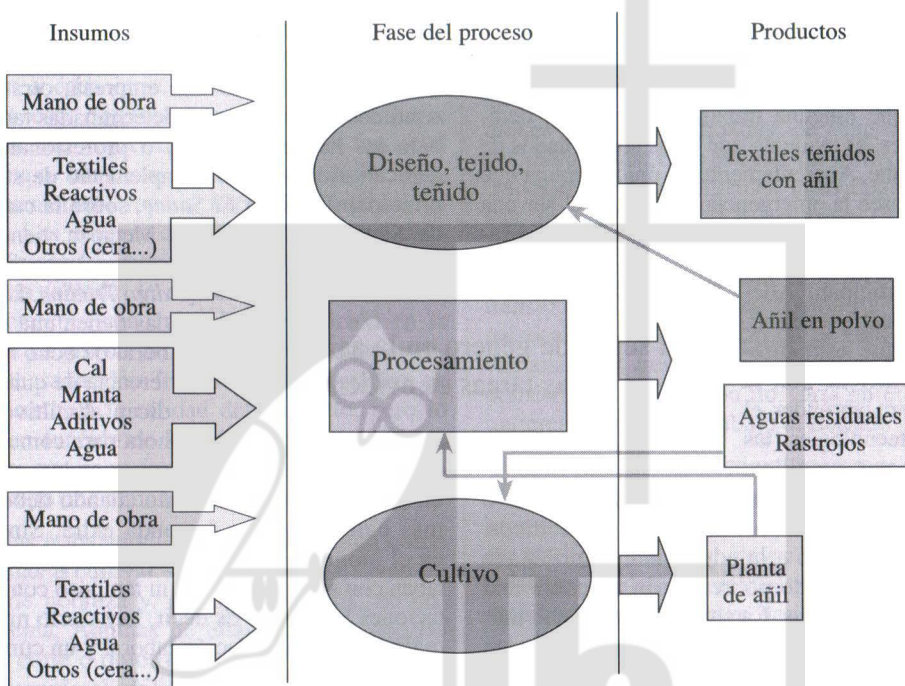 Insumos
Fase del proceso
Productos
Mano de obra
Textiles
Reactivos
Agua
Otros (cera...)
Diseño, tejido,
teñido
Textiles teñidos
con añil
Mano de obra
Cal
Manta
Aditivos
Agua
Procesamiento
Añil en polvo
Aguas residuales
Rastrojos
Mano de obra
Textiles
Reactivos
Agua
Otros (cera...)
Cultivo
Planta
de añil